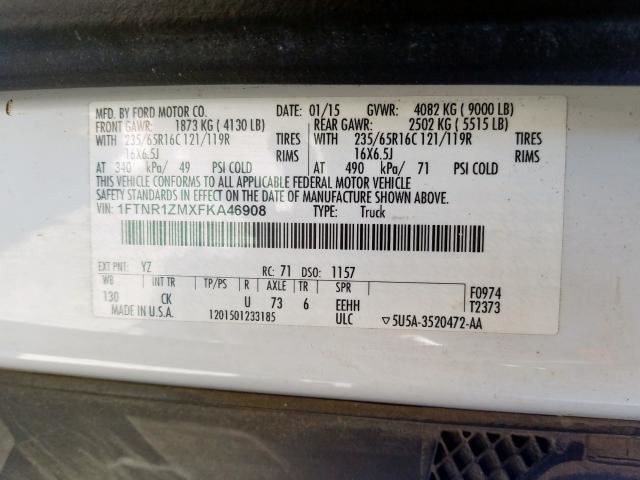 MFD. BY FORD MOTOR CO. DATE: 01/15 GVWR: 4082 KG ( 9000 LB)
FRONT GAWR: 1873 KG ( 4130 LB) REAR GAWR: 2502 KG ( 5515 LB)
WITH 235/65R16C 121/119R TIRES WITH 235/65R16C 121/119R TIRES
16X6.5J RIMS 16X6.5J RIMS
AT 340 kPa/ 49 PSI COLD AT 490 kPa/ 71 PSI COLD
THIS VEHICLE CONFORMS TO ALL APPLICABLE FEDERAL MOTOR VEHICLE
SAFETY STANDARDS IN EFFECT ON THE DATE OF MANUFACTURE SHOWN ABOVE.
VIN: 1FTNR1ZMXFKA46908 TYPE: Truck
EXT PNT: YZ RC: 71 DSO: 1157
WB INT TR TP/PS R AXLE TR SPR F0974
130 CK U 73 6 EEHH T2373
MADE IN U.S.A. 1201501233185 ULC ▽5U5A-3520472-AA